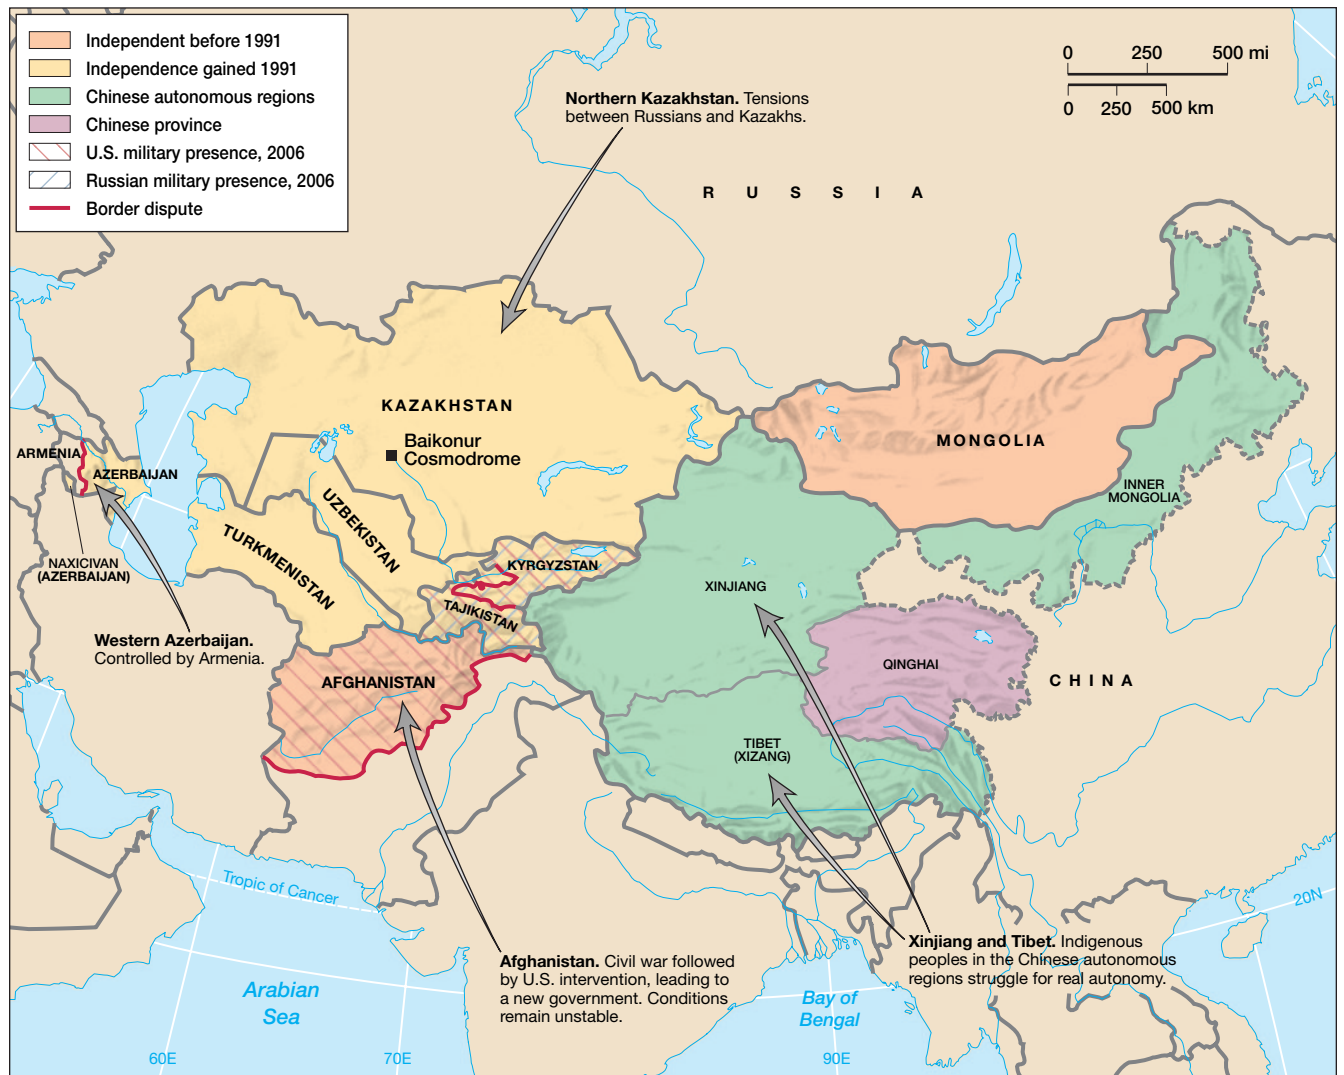 Independent before 1991
Independence gained 1991
Chinese autonomous regions
Chinese province
U.S. military presence, 2006
Russian military presence, 2006
Border dispute
0 250 500 mi
0 250 500 km
Northern Kazakhstan. Tensions
between Russians and Kazakhs.
RUSSIA
KAZAKHSTAN
Baikonur
Cosmodrome
MONGOLIA
ARMENIA
AZERBAIJAN
INNER
MONGOLIA
UZBEKISTAN
TURKMENISTAN
NAXICIVAN
(AZERBAIJAN)
KYRGYZSTAN
TAJIKISTAN
XINJIANG
Western Azerbaijan.
Controlled by Armenia.
AFGHANISTAN
QINGHAI
CHINA
TIBET
(XIZANG)
Tropic of Cancer
20N
Afghanistan. Civil war followed
by U.S. intervention, leading to
a new government. Conditions
remain unstable.
Xinjiang and Tibet. Indigenous
peoples in the Chinese autonomous
regions struggle for real autonomy.
Arabian
Sea
Bay of
Bengal
60E
70E
90E